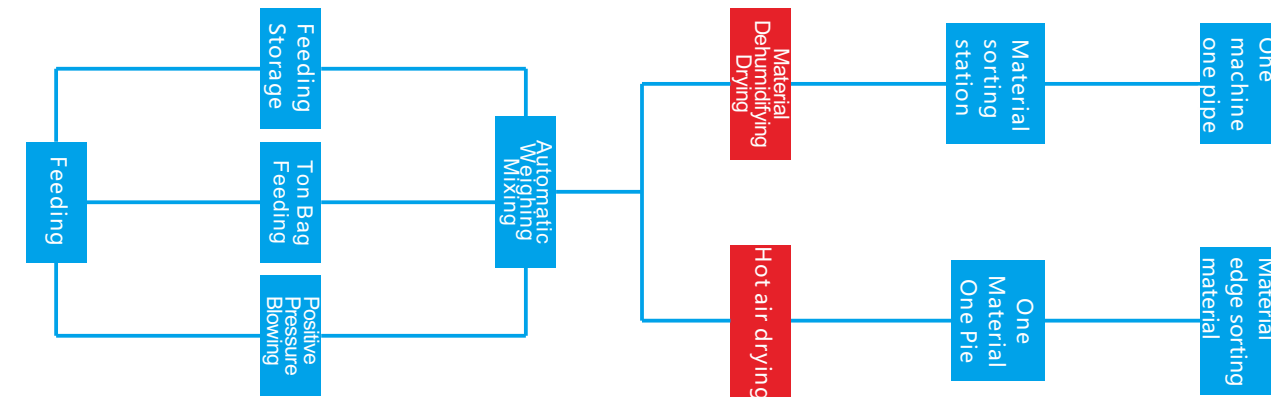 Feeding
Feeding
Storage
Ton Bag
Feeding
Positive
Pressure
Blowing
Automatic
Weighing
Mixing
Material
Dehumidifying
Drying
Hot air drying
Material
sorting
station
One
Material
One Pie
One
machine
one pipe
Material
edge sorting
material